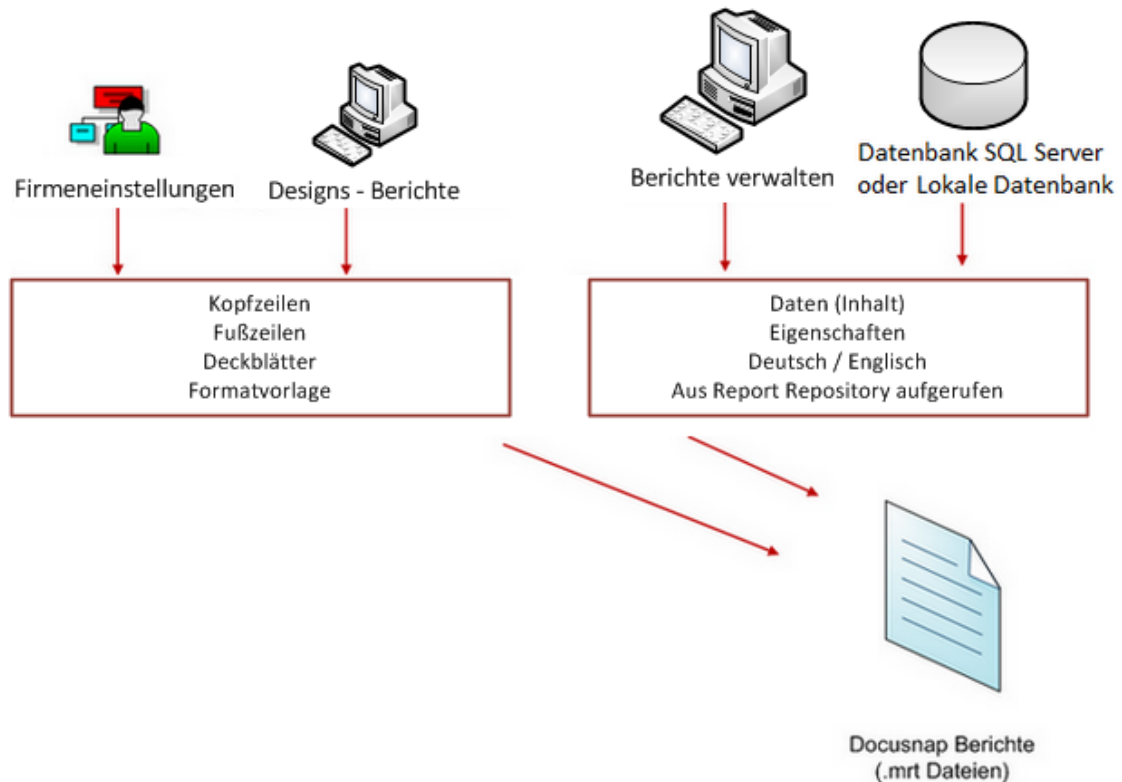 Firmeneinstellungen
Designs - Berichte
Berichte verwalten
Datenbank SQL Server
oder Lokale Datenbank
Kopfzeilen
Fußzeilen
Deckblätter
Formatvorlage
Daten (Inhalt)
Eigenschaften
Deutsch / Englisch
Aus Report Repository aufgerufen
Docusnap Berichte
(.mrt Dateien)